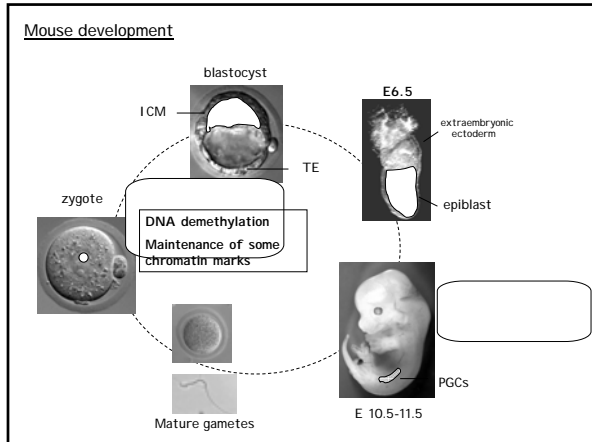 Mouse development
blastocyst
ICM
TE
E6.5
extraembryonic
ectoderm
epiblast
zygote
DNA demethylation
Maintenance of some
chromatin marks
PGCs
E 10.5-11.5
Mature gametes